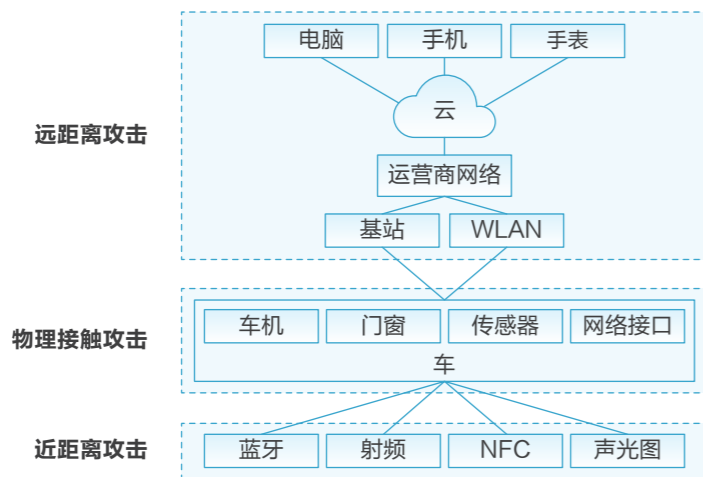 电脑 手机 手表
云
远距离攻击
运营商网络
基站 WLAN
车机 门窗 传感器 网络接口
物理接触攻击
车
近距离攻击 蓝牙 射频 NFC 声光图